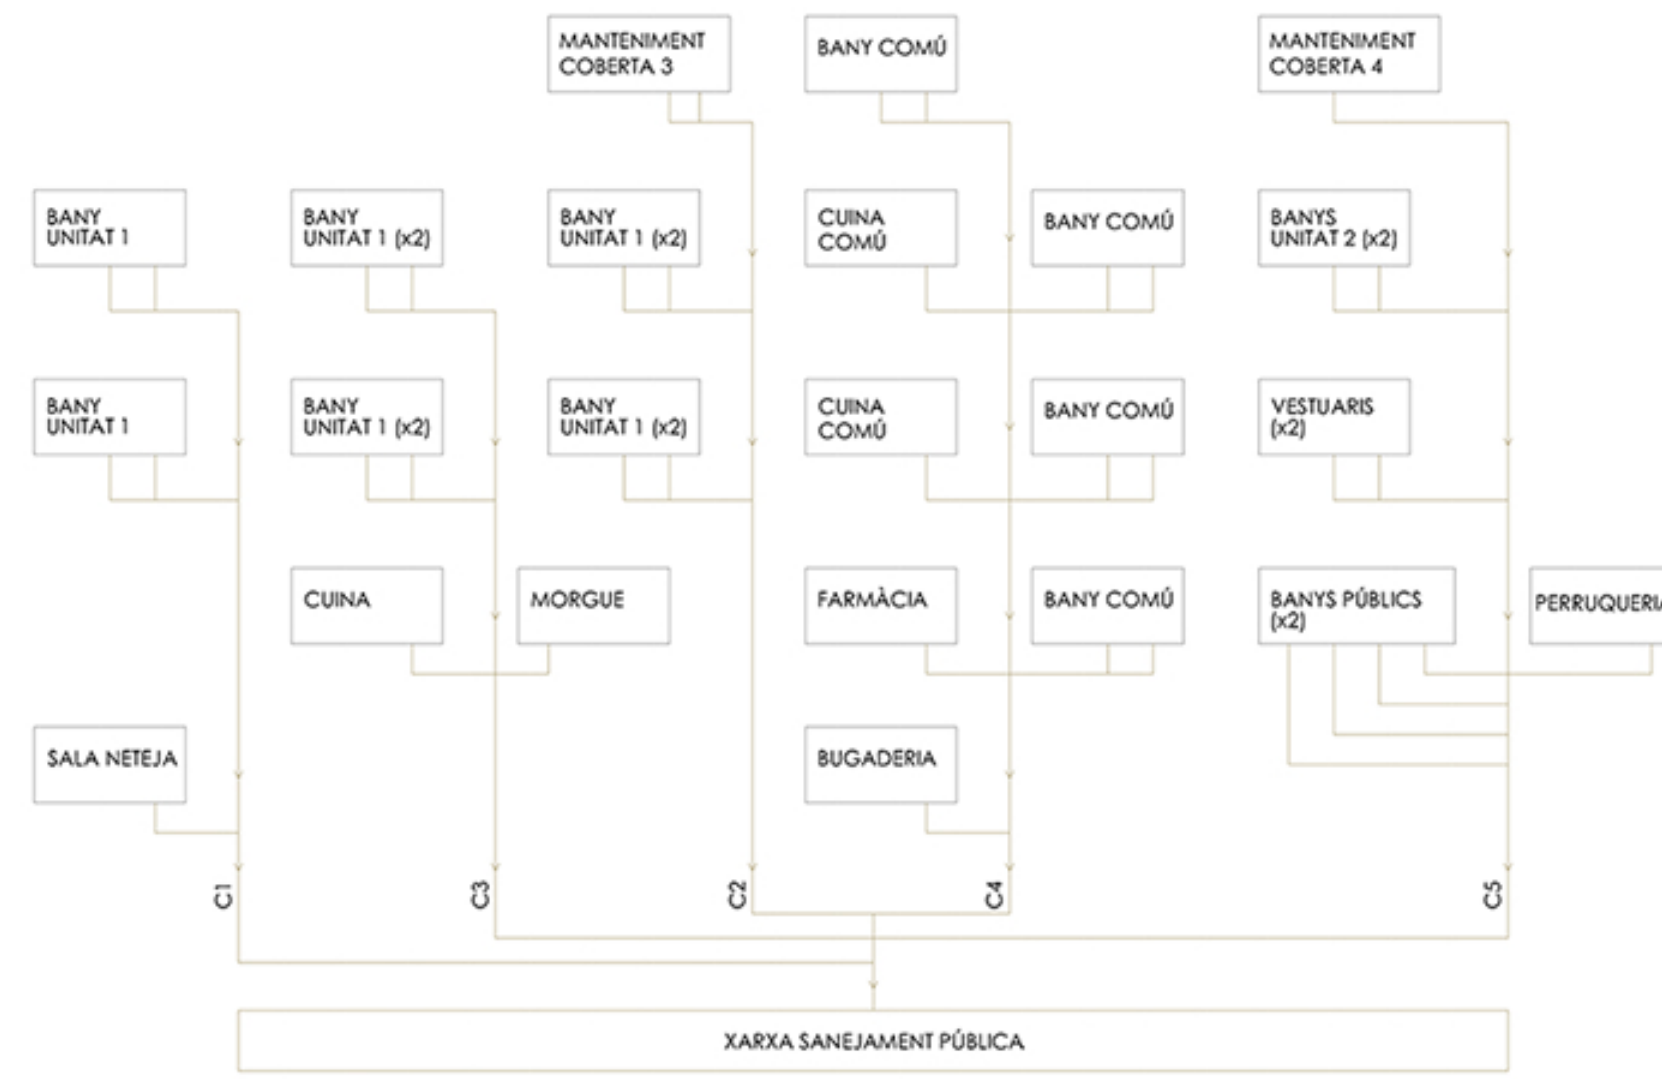 MANTENIMENT
COBERTA 3
BANY COMÚ
MANTENIMENT
COBERTA 4
BANY
UNITAT 1
BANY
UNITAT 1 (x2)
BANY
UNITAT 1 (x2)
CUINA
COMÚ
BANY COMÚ
BANYS
UNITAT 2 (x2)
BANY
UNITAT 1
BANY
UNITAT 1 (x2)
BANY
UNITAT 1 (x2)
CUINA
COMÚ
BANY COMÚ
VESTUARIS
(x2)
CUINA
MORGUE
FARMÀCIA
BANY COMÚ
BANYS PÚBLICS
(x2)
PERRUQUERIA
SALA NETEJA
BUGADERIA
C1
C3
C2
C4
C5
XARXA SANEJAMENT PÚBLICA